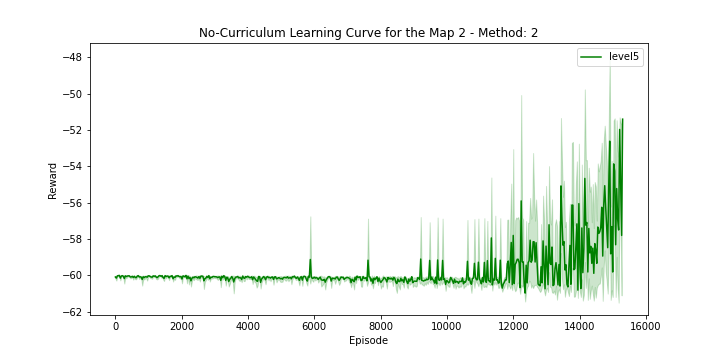 No-Curriculum Learning Curve for the Map 2 - Method: 2
level5
Reward
−48
−50
−52
−54
−56
−58
−60
−62
0 2000 4000 6000 8000 10000 12000 14000 16000
Episode